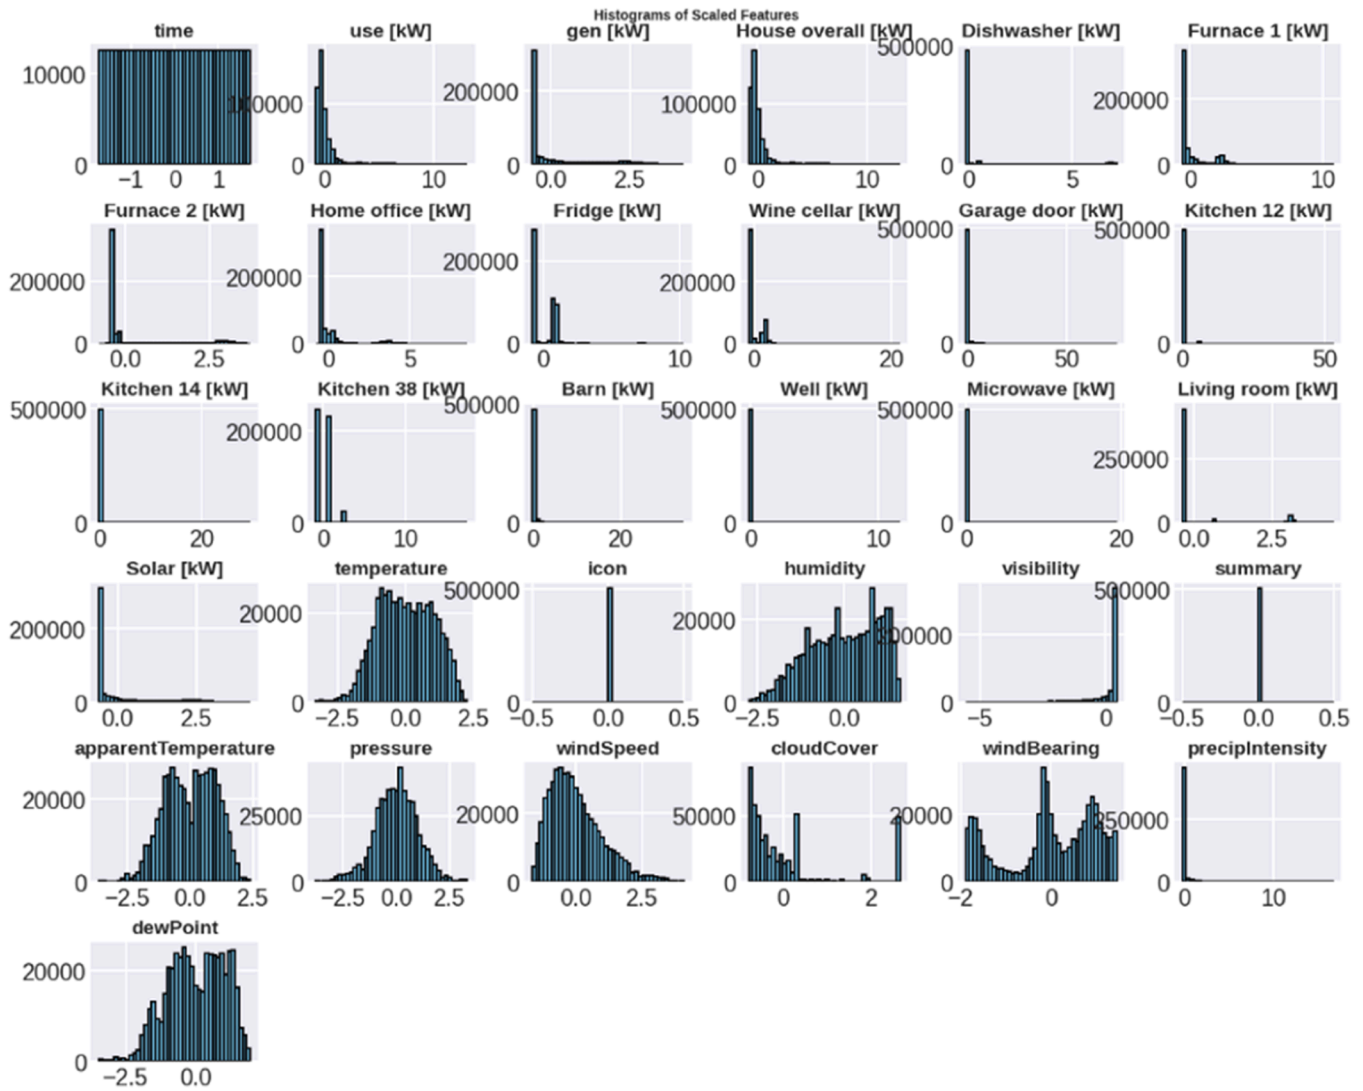 Histograms of Scaled Features
time use [kW] gen [kW] House overall [kW] Dishwasher [kW] Furnace 1 [kW]
500000
10000 100000 200000 100000 200000
0 0 0 0 0 0
−1 0 1 0 10 0.0 2.5 0 10 0 5 0 10
Furnace 2 [kW] Home office [kW] Fridge [kW] Wine cellar [kW] Garage door [kW] Kitchen 12 [kW]
500000 500000
200000 200000 200000 200000
0 0 0 0 0 0
0.0 2.5 0 5 0 10 0 20 0 50 0 50
Kitchen 14 [kW] Kitchen 38 [kW] Barn [kW] Well [kW] Microwave [kW] Living room [kW]
500000 200000 500000 500000 500000 250000
0 0 0 0 0 0
0 20 0 10 0 20 0 10 0 20 0.0 2.5
Solar [kW] temperature icon humidity visibility summary
200000 20000 500000 20000 500000
0 0 0 0 0 0
0.0 2.5 −2.5 0.0 2.5 −0.5 0.0 0.5 −2.5 0.0 −5 0 −0.5 0.0 0.5
apparentTemperature pressure windSpeed cloudCover windBearing precipIntensity
20000 25000 20000 50000 20000 250000
0 0 0 0 0 0
−2.5 0.0 2.5 −2.5 0.0 2.5 0.0 2.5 0 2 −2 0 0 10
dewPoint
20000
0
−2.5 0.0